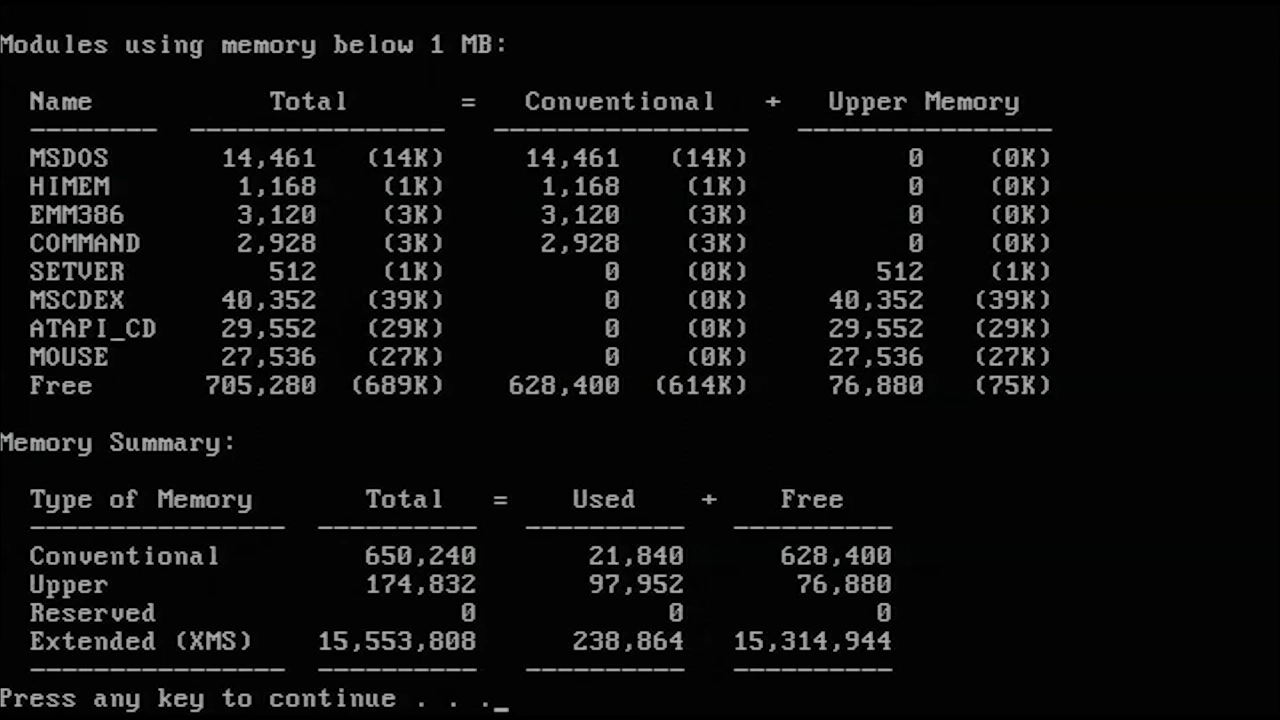 Modules using memory below 1 MB:
Name Total = Conventional + Upper Memory
-------- ---------------- ---------------- ----------------
MSDOS 14,461 (14K) 14,461 (14K) 0 (0K)
HIMEM 1,168 (1K) 1,168 (1K) 0 (0K)
EMM386 3,120 (3K) 3,120 (3K) 0 (0K)
COMMAND 2,928 (3K) 2,928 (3K) 0 (0K)
SETVER 512 (1K) 0 (0K) 512 (1K)
MSCDEX 40,352 (39K) 0 (0K) 40,352 (39K)
ATAPI_CD 29,552 (29K) 0 (0K) 29,552 (29K)
MOUSE 27,536 (27K) 0 (0K) 27,536 (27K)
Free 705,280 (689K) 628,400 (614K) 76,880 (75K)
Memory Summary:
Type of Memory Total = Used + Free
---------------- ---------- ---------- ----------
Conventional 650,240 21,840 628,400
Upper 174,832 97,952 76,880
Reserved 0 0 0
Extended (XMS) 15,553,808 238,864 15,314,944
---------------- ---------- ---------- ----------
Press any key to continue . . ._